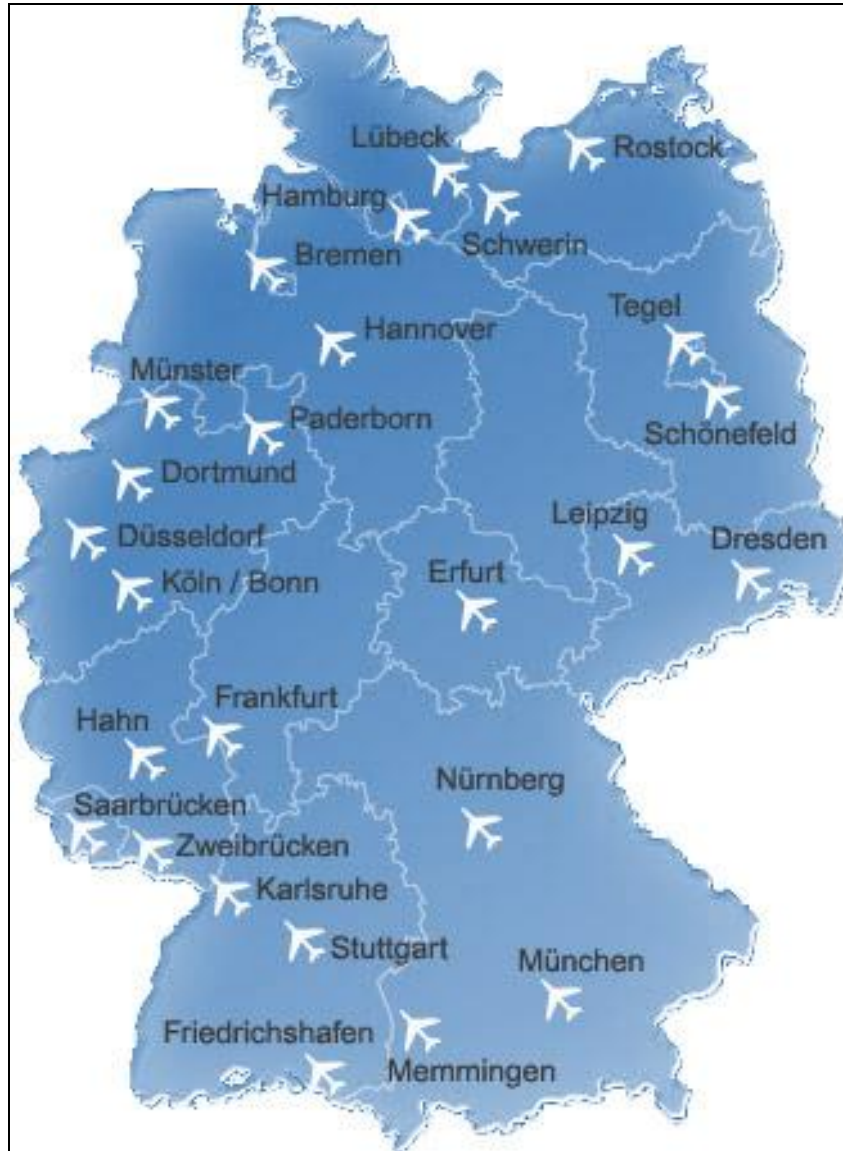 Lübeck
Rostock
Hamburg
Schwerin
Bremen
Tegel
Hannover
Münster
Paderborn
Schönefeld
Dortmund
Leipzig
Düsseldorf
Dresden
Köln / Bonn
Erfurt
Frankfurt
Hahn
Nürnberg
Saarbrücken
Zweibrücken
Karlsruhe
Stuttgart
München
Friedrichshafen
Memmingen